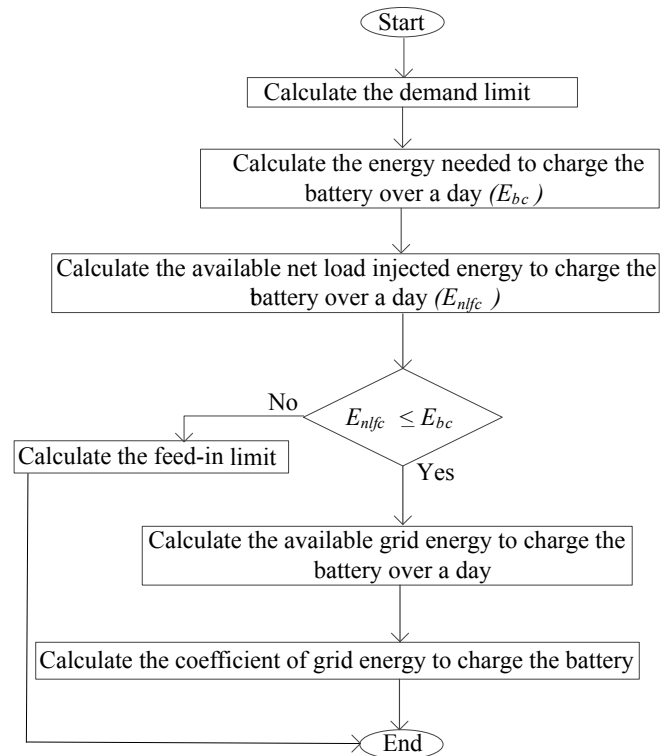 Start
Calculate the demand limit
Calculate the energy needed to charge the
battery over a day (E_bc )
Calculate the available net load injected energy to charge the
battery over a day (E_nlfc )
No
E_nlfc ≤ E_bc
Calculate the feed-in limit
Yes
Calculate the available grid energy to charge the
battery over a day
Calculate the coefficient of grid energy to charge the battery
End